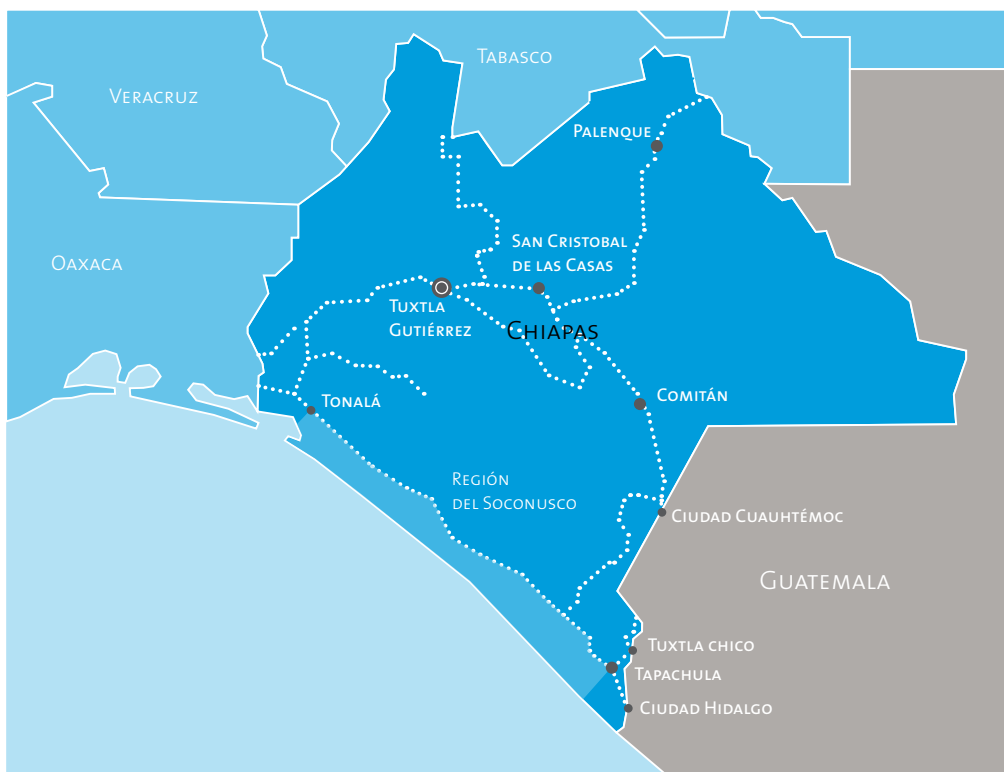 Tabasco
Veracruz
Palenque
San Cristobal
de las Casas
Oaxaca
Tuxtla
Gutiérrez
Chiapas
Comitán
Tonalá
Región
del Soconusco
Ciudad Cuauhtémoc
Guatemala
Tuxtla chico
Tapachula
Ciudad Hidalgo